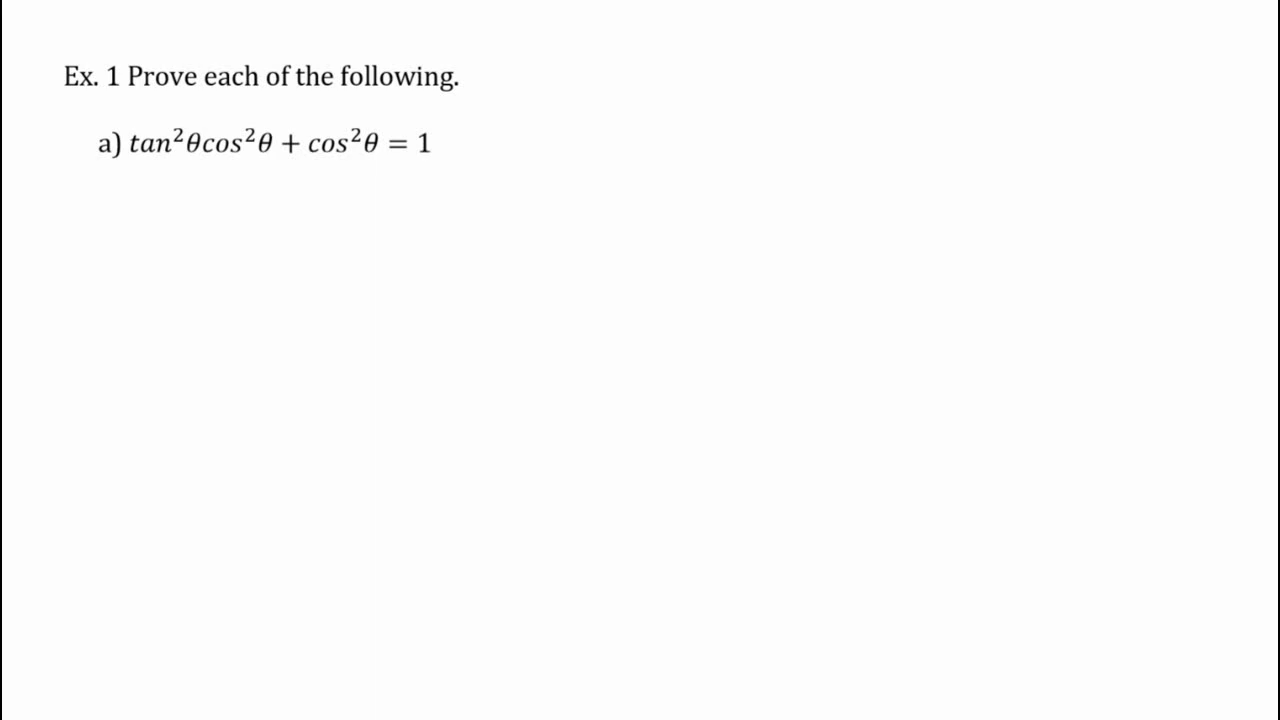 Ex. 1 Prove each of the following.
a) tan²θcos²θ + cos²θ = 1